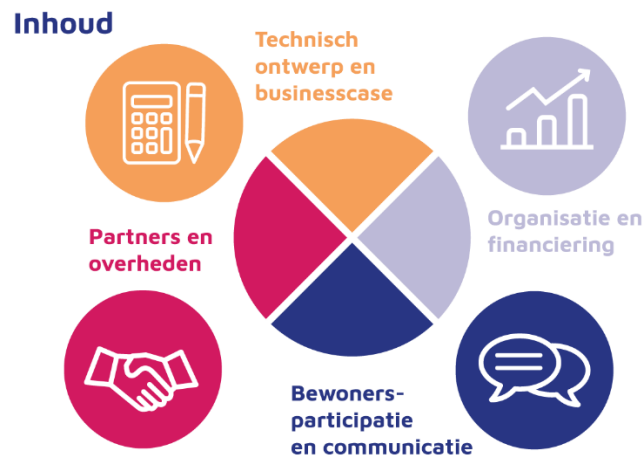 Inhoud
Technisch
ontwerp en
businesscase
Organisatie en
financiering
Partners en
overheden
Bewoners-
participatie
en communicatie